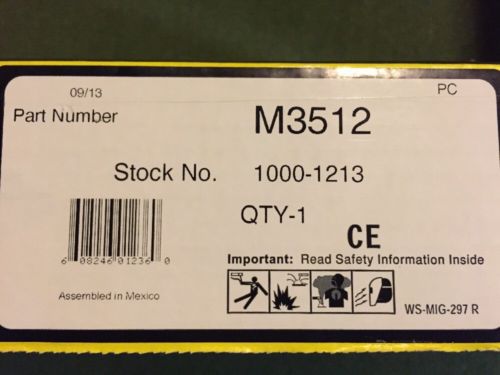 09/13
PC
Part Number
M3512
Stock No. 1000-1213
QTY-1
CE
Important: Read Safety Information Inside
6 08246 01236 0
Assembled in Mexico
WS-MIG-297 R